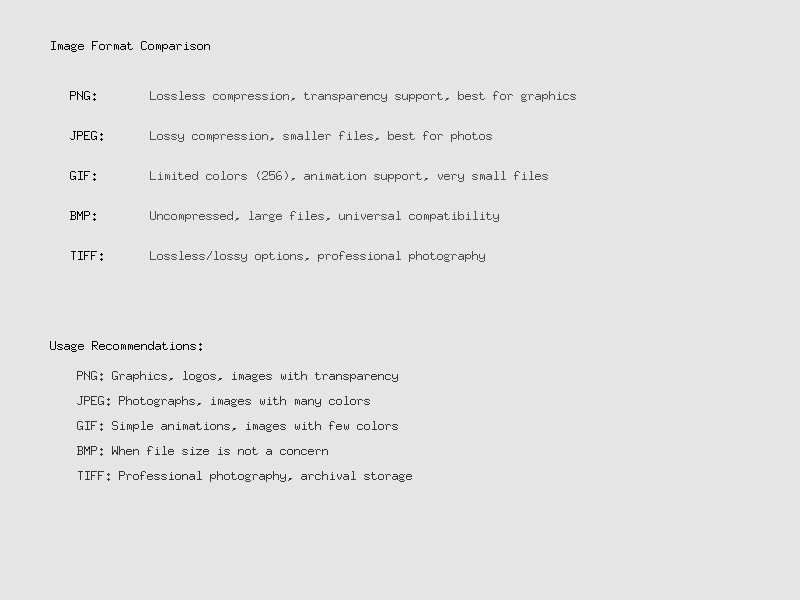 Image Format Comparison
PNG: Lossless compression, transparency support, best for graphics
JPEG: Lossy compression, smaller files, best for photos
GIF: Limited colors (256), animation support, very small files
BMP: Uncompressed, large files, universal compatibility
TIFF: Lossless/lossy options, professional photography
Usage Recommendations:
PNG: Graphics, logos, images with transparency
JPEG: Photographs, images with many colors
GIF: Simple animations, images with few colors
BMP: When file size is not a concern
TIFF: Professional photography, archival storage